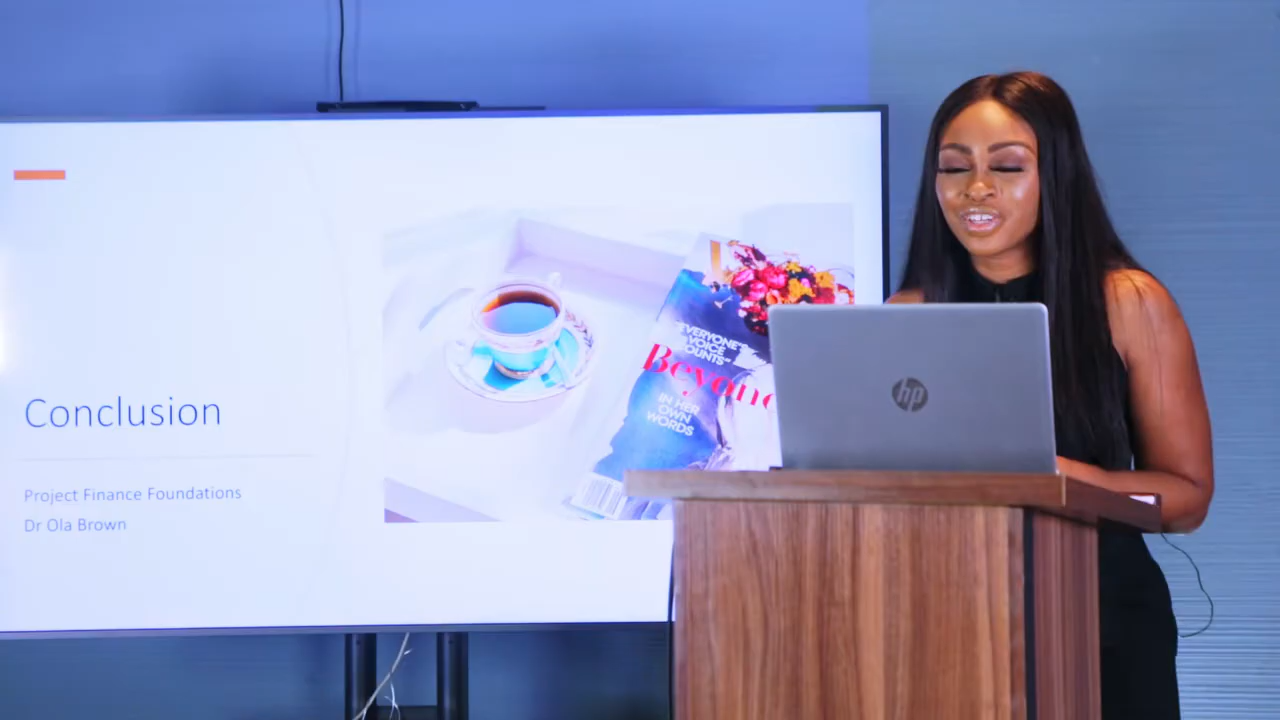 Conclusion
Project Finance Foundations
Dr Ola Brown
"EVERYONE'S
VOICE
COUNTS"
Beyonc
IN HER
OWN
WORDS
hp